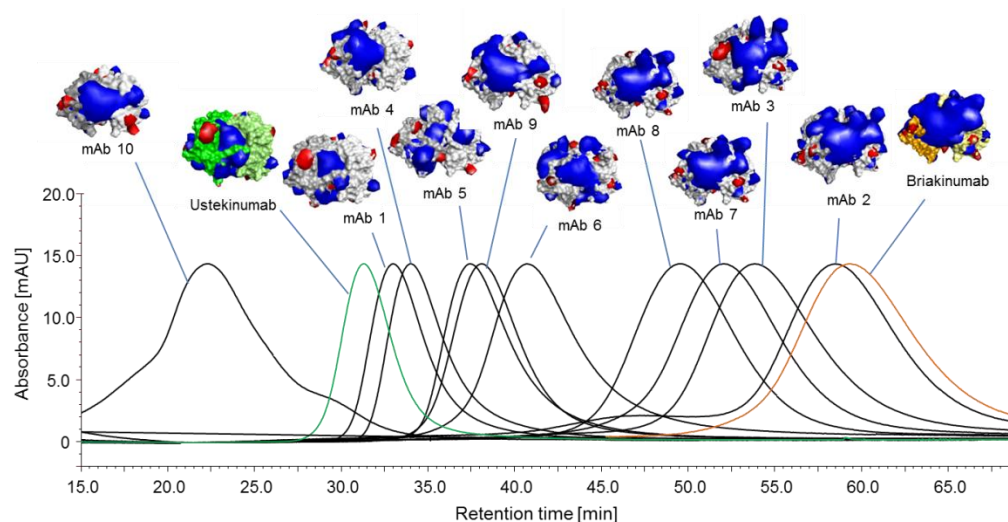 mAb 10
Ustekinumab
mAb 1
mAb 4
mAb 5
mAb 9
mAb 6
mAb 8
mAb 7
mAb 3
mAb 2
Briakinumab
Absorbance [mAU]
20.0
15.0
10.0
5.0
0
15.0 20.0 25.0 30.0 35.0 40.0 45.0 50.0 55.0 60.0 65.0
Retention time [min]